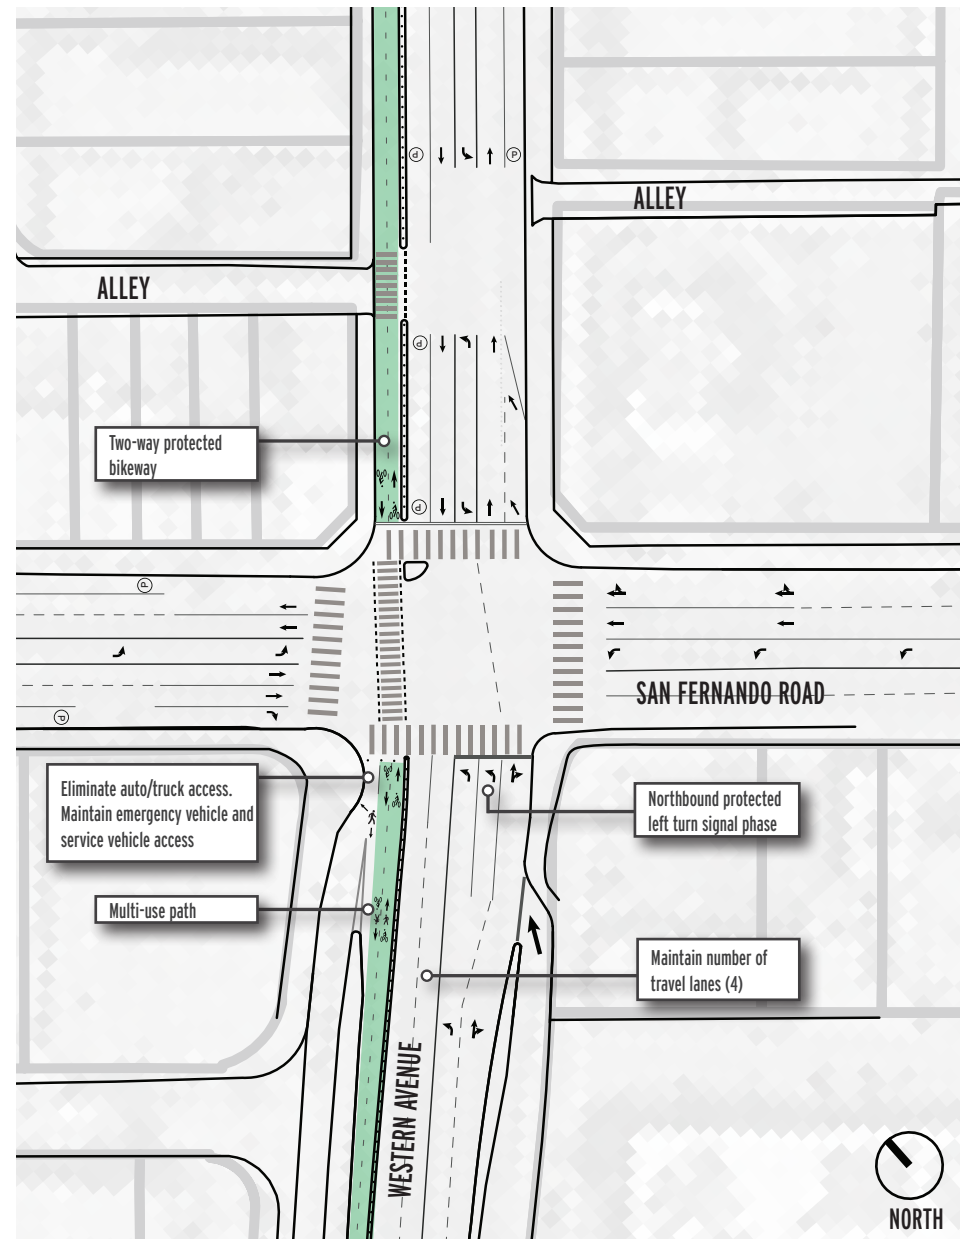 P
P
ALLEY
ALLEY
P
Two-way protected
bikeway
P
P
SAN FERNANDO ROAD
P
Eliminate auto/truck access.
Maintain emergency vehicle and
service vehicle access
Northbound protected
left turn signal phase
Multi-use path
Maintain number of
travel lanes (4)
WESTERN AVENUE
NORTH